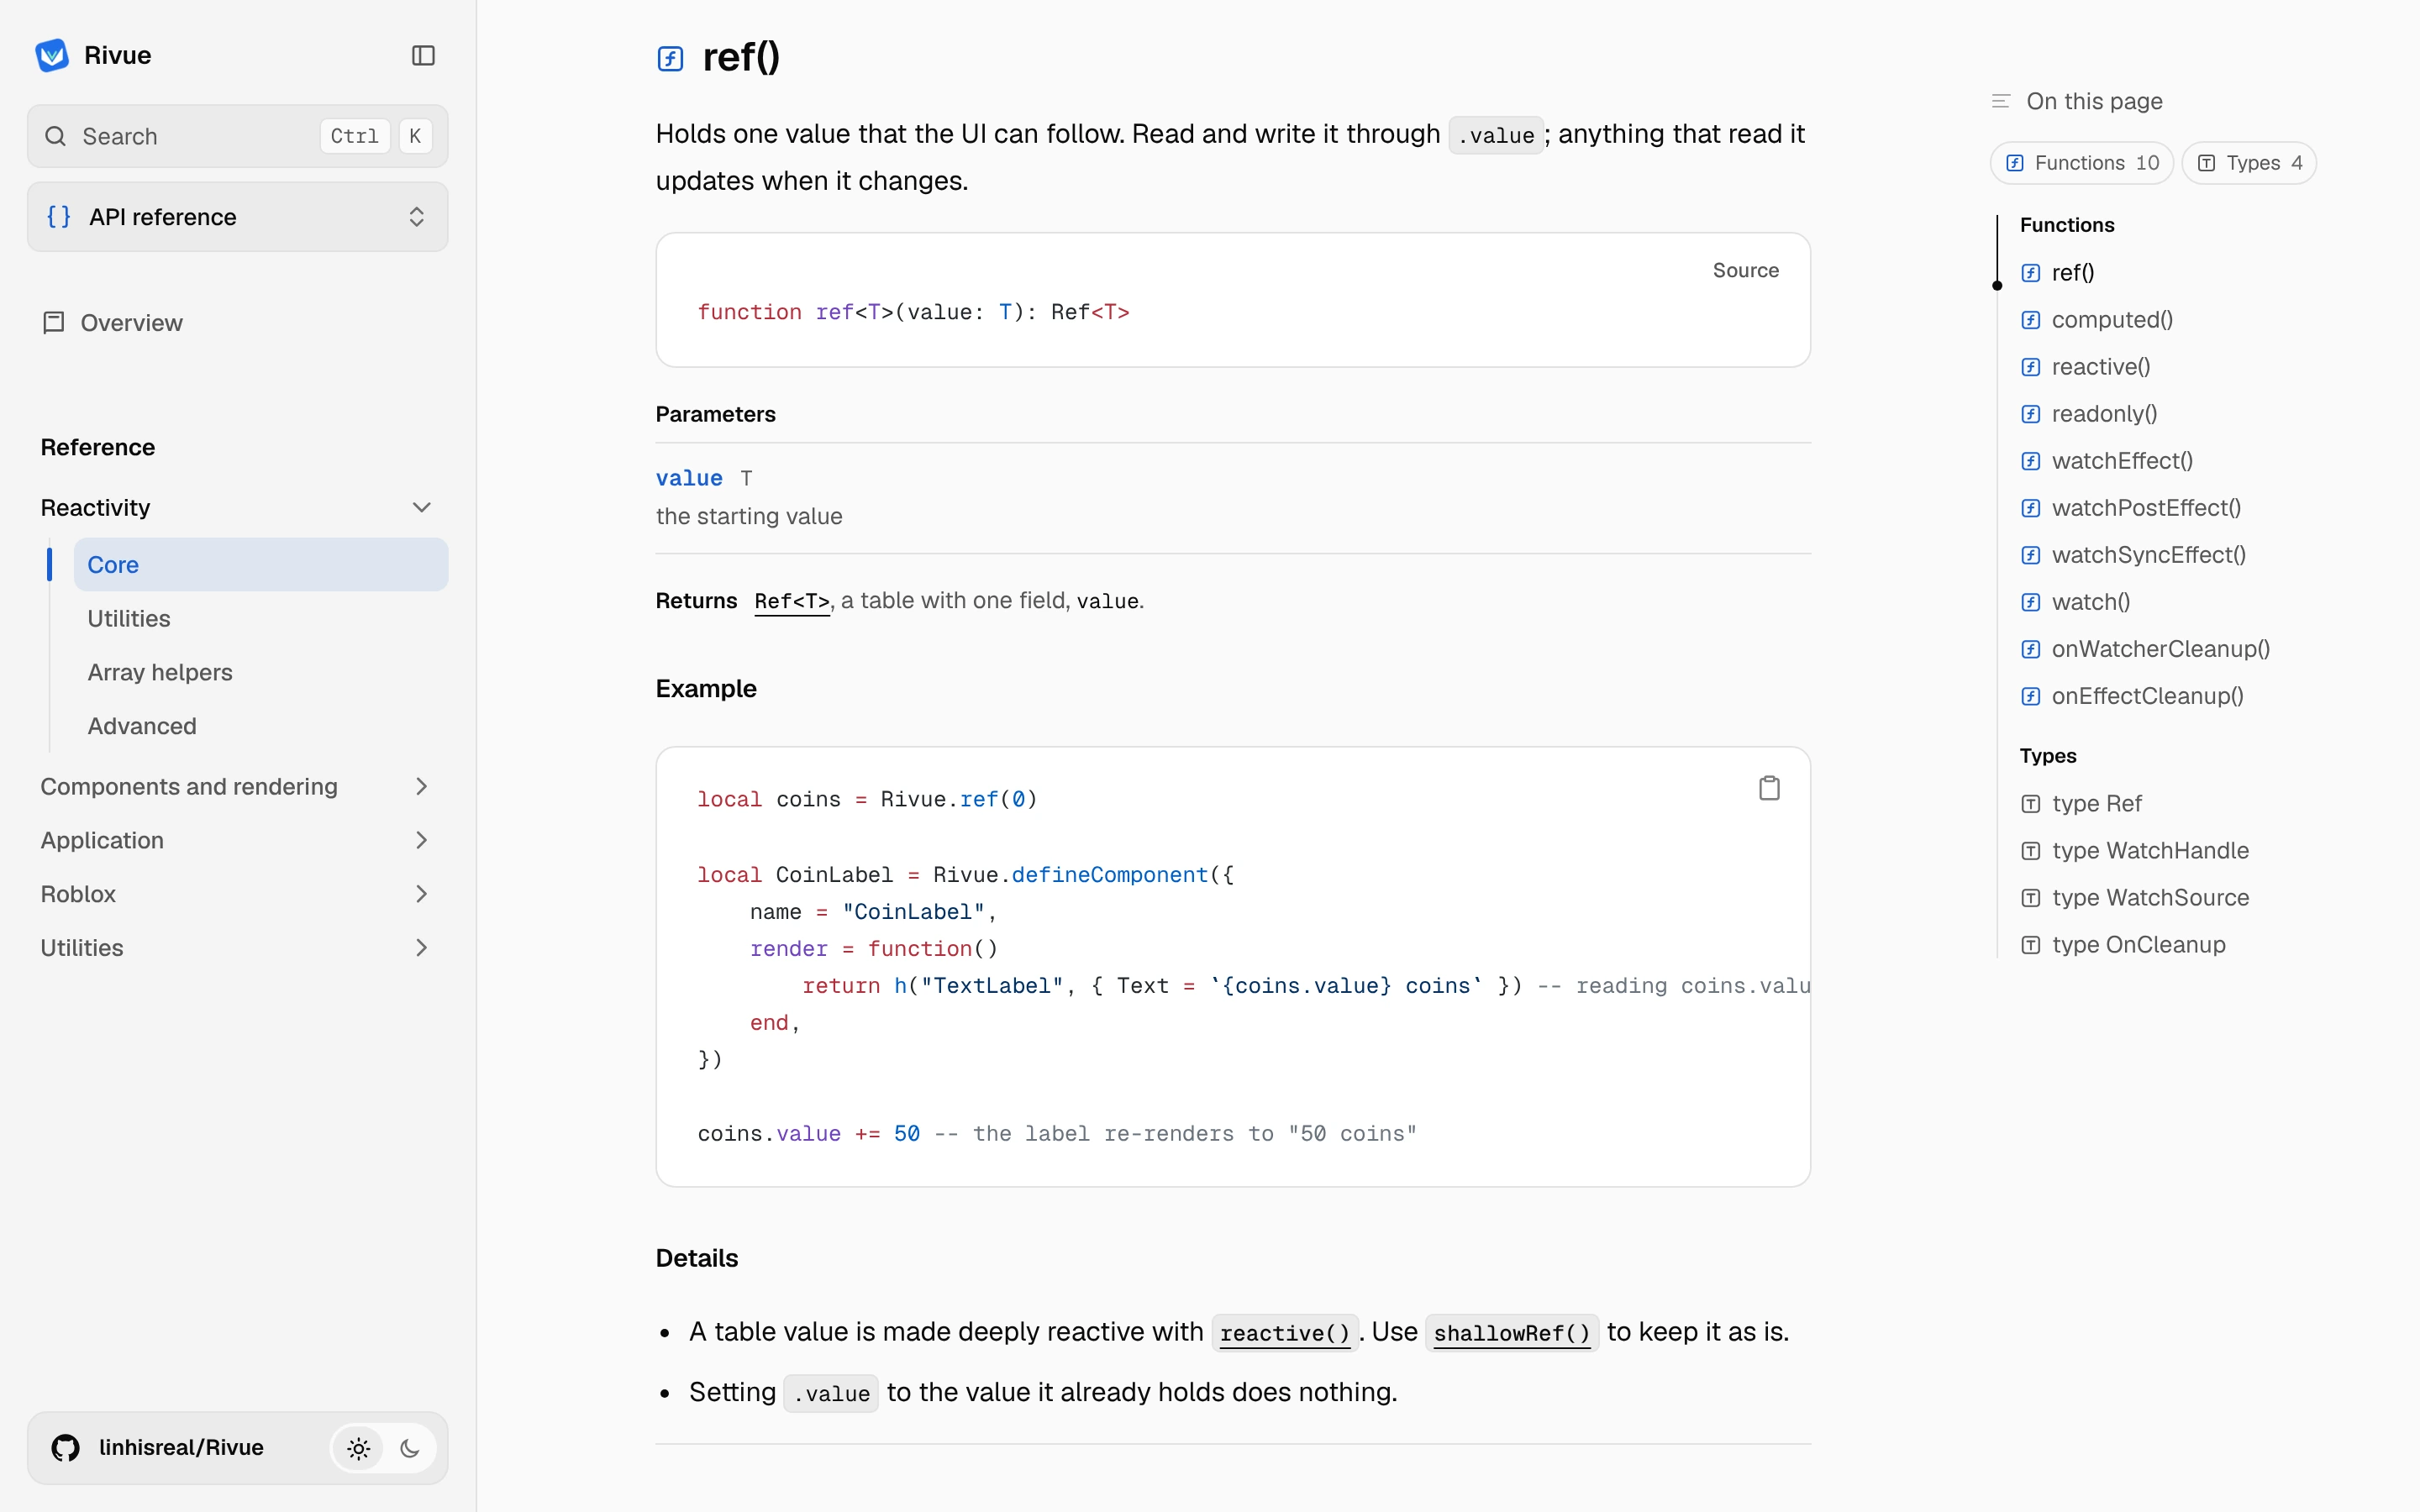 Rivue
Search Ctrl K
API reference
Overview
Reference
Reactivity
Core
Utilities
Array helpers
Advanced
Components and rendering
Application
Roblox
Utilities
linhisreal/Rivue
ref()
Holds one value that the UI can follow. Read and write it through .value; anything that read it
updates when it changes.
Source
function ref<T>(value: T): Ref<T>
Parameters
value T
the starting value
Returns Ref<T>, a table with one field, value.
Example
local coins = Rivue.ref(0)
local CoinLabel = Rivue.defineComponent({
    name = "CoinLabel",
    render = function()
        return h("TextLabel", { Text = `{coins.value} coins` }) -- reading coins.valu
    end,
})
coins.value += 50 -- the label re-renders to "50 coins"
Details
• A table value is made deeply reactive with reactive(). Use shallowRef() to keep it as is.
• Setting .value to the value it already holds does nothing.
On this page
Functions 10 Types 4
Functions
ref()
computed()
reactive()
readonly()
watchEffect()
watchPostEffect()
watchSyncEffect()
watch()
onWatcherCleanup()
onEffectCleanup()
Types
type Ref
type WatchHandle
type WatchSource
type OnCleanup